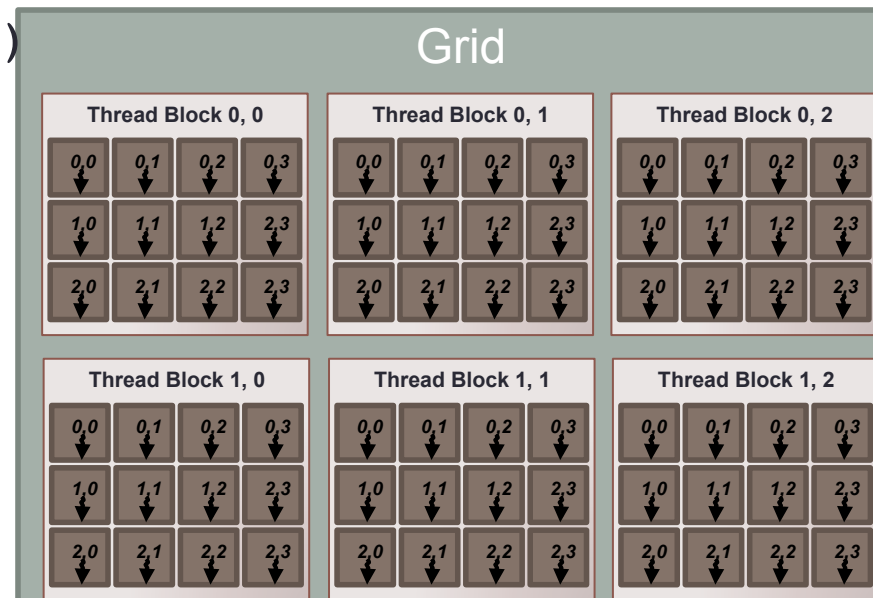 )
Grid
Thread Block 0, 0
0,0 0,1 0,2 0,3
1,0 1,1 1,2 2,3
2,0 2,1 2,2 2,3
Thread Block 0, 1
0,0 0,1 0,2 0,3
1,0 1,1 1,2 2,3
2,0 2,1 2,2 2,3
Thread Block 0, 2
0,0 0,1 0,2 0,3
1,0 1,1 1,2 2,3
2,0 2,1 2,2 2,3
Thread Block 1, 0
0,0 0,1 0,2 0,3
1,0 1,1 1,2 2,3
2,0 2,1 2,2 2,3
Thread Block 1, 1
0,0 0,1 0,2 0,3
1,0 1,1 1,2 2,3
2,0 2,1 2,2 2,3
Thread Block 1, 2
0,0 0,1 0,2 0,3
1,0 1,1 1,2 2,3
2,0 2,1 2,2 2,3